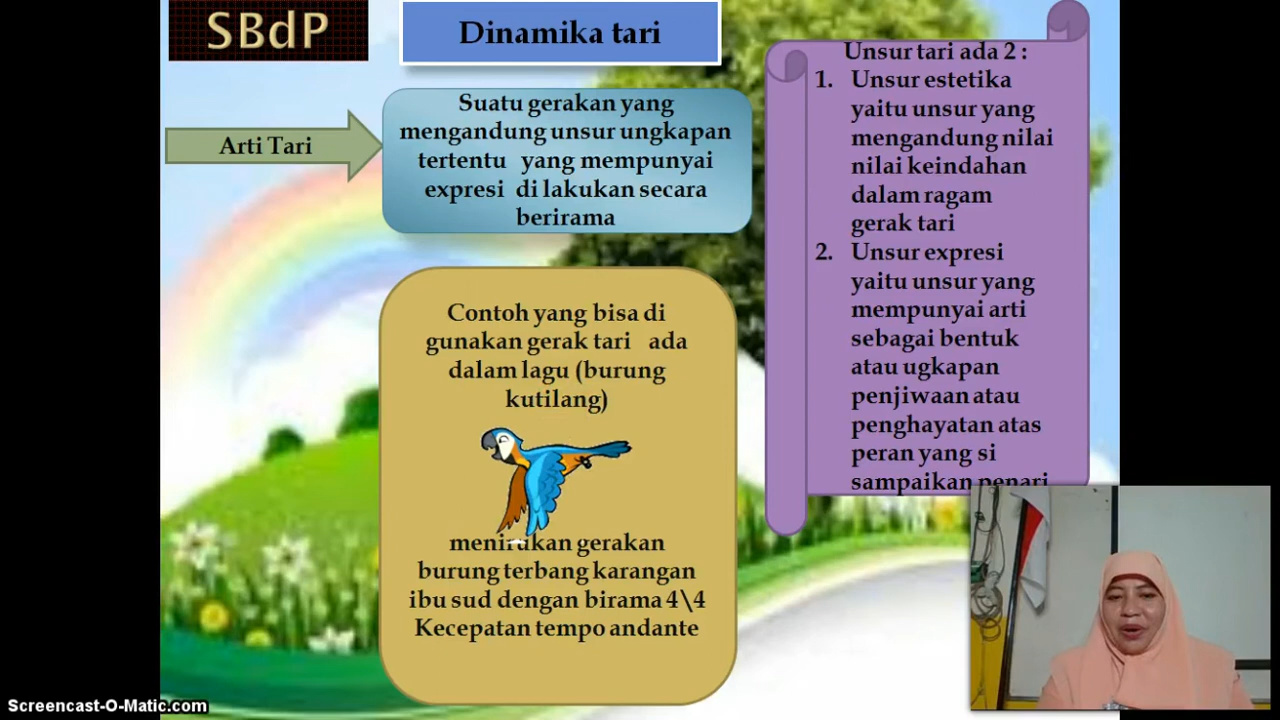 SBdP
Dinamika tari
Arti Tari
Suatu gerakan yang
mengandung unsur ungkapan
tertentu yang mempunyai
expresi di lakukan secara
berirama
Contoh yang bisa di
gunakan gerak tari ada
dalam lagu (burung
kutilang)
menirukan gerakan
burung terbang karangan
ibu sud dengan birama 4\4
Kecepatan tempo andante
Unsur tari ada 2 :
1. Unsur estetika
yaitu unsur yang
mengandung nilai
nilai keindahan
dalam ragam
gerak tari
2. Unsur expresi
yaitu unsur yang
mempunyai arti
sebagai bentuk
atau ugkapan
penjiwaan atau
penghayatan atas
peran yang si
sampaikan penari
Screencast-O-Matic.com